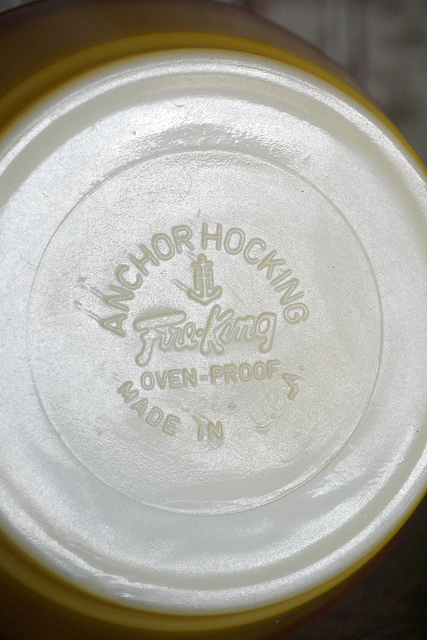 ANCHOR HOCKING
Fire-King
OVEN-PROOF
MADE IN U.S.A.